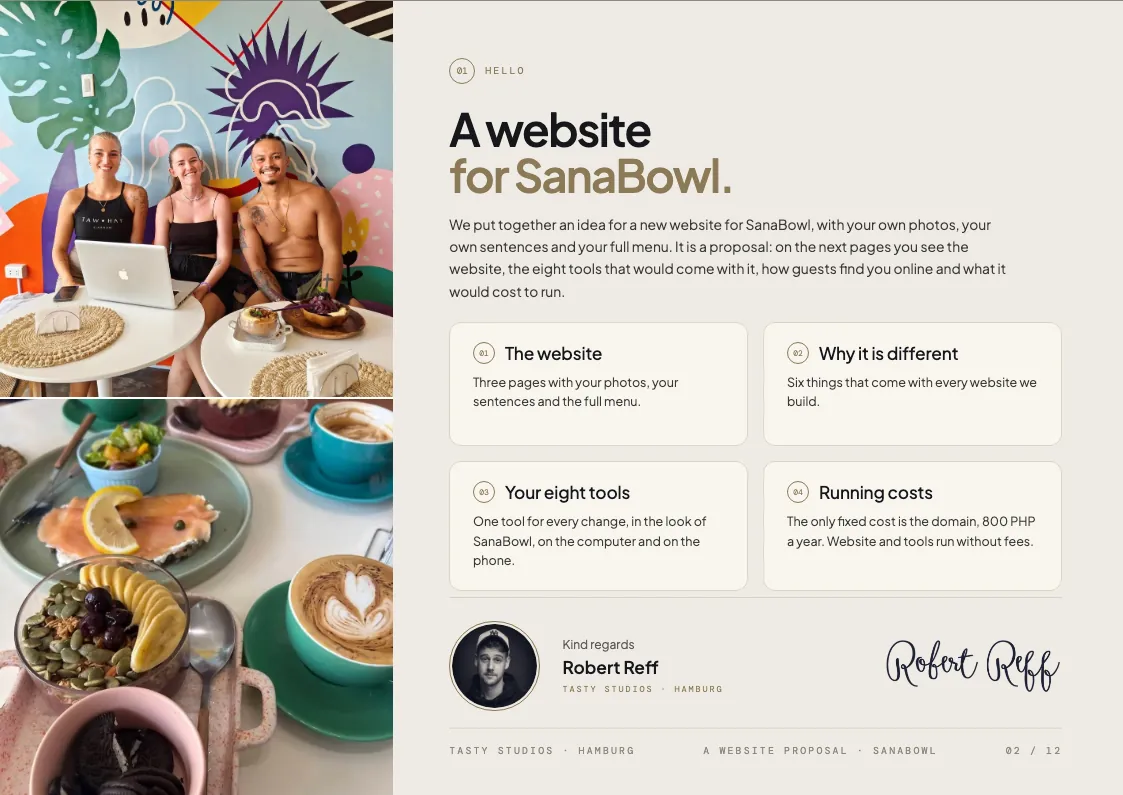 01 HELLO
A website
for SanaBowl.
We put together an idea for a new website for SanaBowl, with your own photos, your
own sentences and your full menu. It is a proposal: on the next pages you see the
website, the eight tools that would come with it, how guests find you online and what it
would cost to run.
01 The website
Three pages with your photos, your
sentences and the full menu.
02 Why it is different
Six things that come with every website we
build.
03 Your eight tools
One tool for every change, in the look of
SanaBowl, on the computer and on the
phone.
04 Running costs
The only fixed cost is the domain, 800 PHP
a year. Website and tools run without fees.
Kind regards
Robert Reff
TASTY STUDIOS · HAMBURG
Robert Reff
TASTY STUDIOS · HAMBURG
A WEBSITE PROPOSAL · SANABOWL
02 / 12